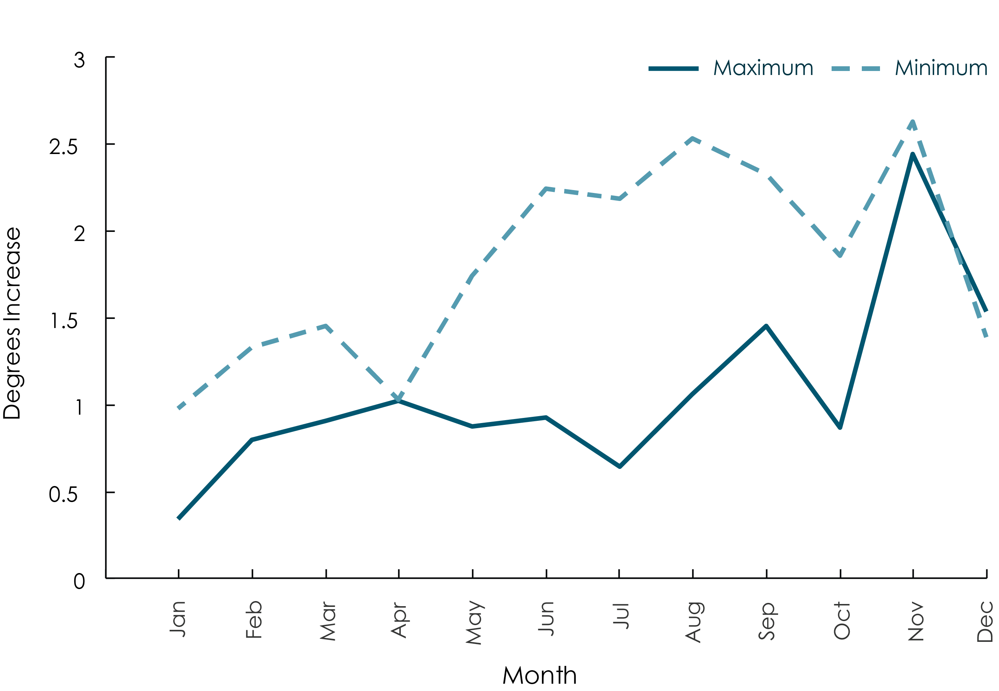 Maximum
Minimum
3
2.5
2
1.5
1
0.5
0
Degrees Increase
Jan
Feb
Mar
Apr
May
Jun
Jul
Aug
Sep
Oct
Nov
Dec
Month